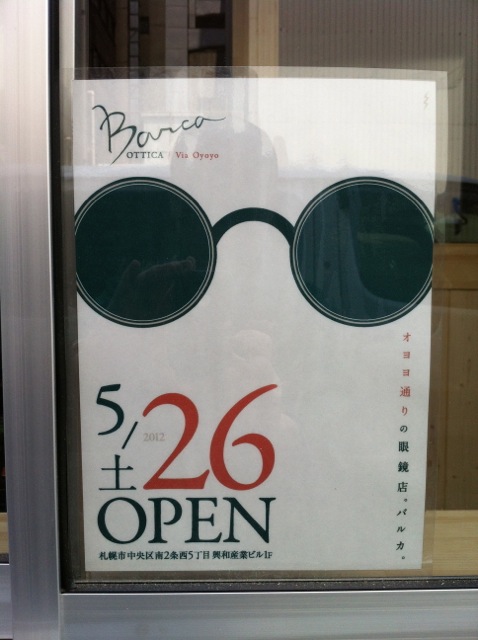 Barca
OTTICA / Via Oyoyo
オヨヨ通りの眼鏡店。バルカ。
5/26
2012
土
OPEN
札幌市中央区南2条西5丁目 興和産業ビル1F